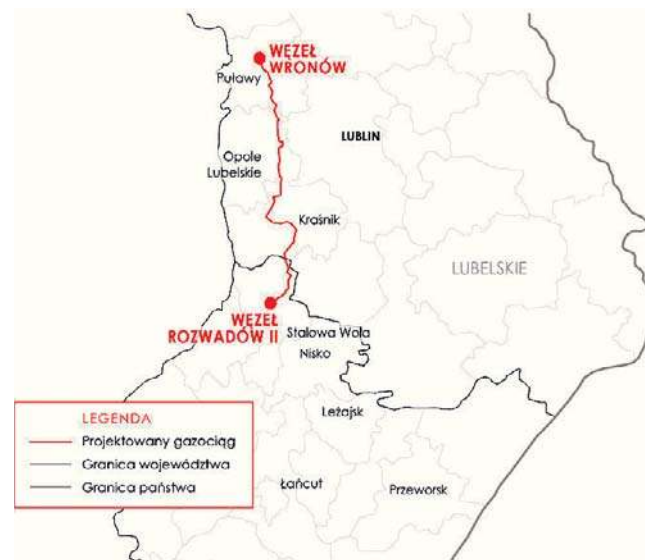 WĘZEŁ
WRONÓW
Puławy
LUBLIN
Opole
Lubelskie
Kraśnik
LUBELSKIE
WĘZEŁ
ROZWADÓW II
Stalowa Wola
Nisko
LEGENDA
Projektowany gazociąg
Granica województwa
Granica państwa
Leżajsk
Łańcut
Przeworsk